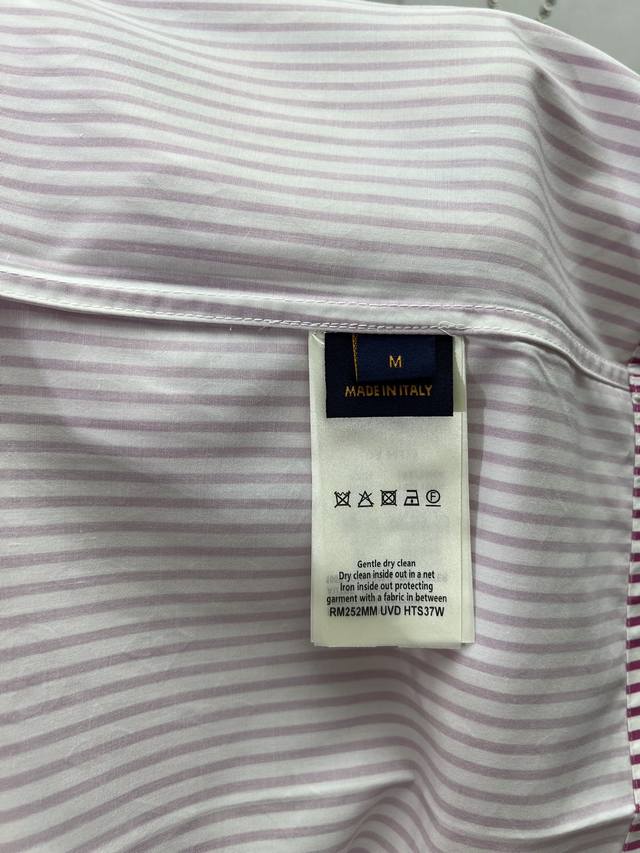 M
MADE IN ITALY
F
Gentle dry clean
Dry clean inside out in a net
Iron inside out protecting
garment with a fabric in between
RM252MM UVD HTS37W